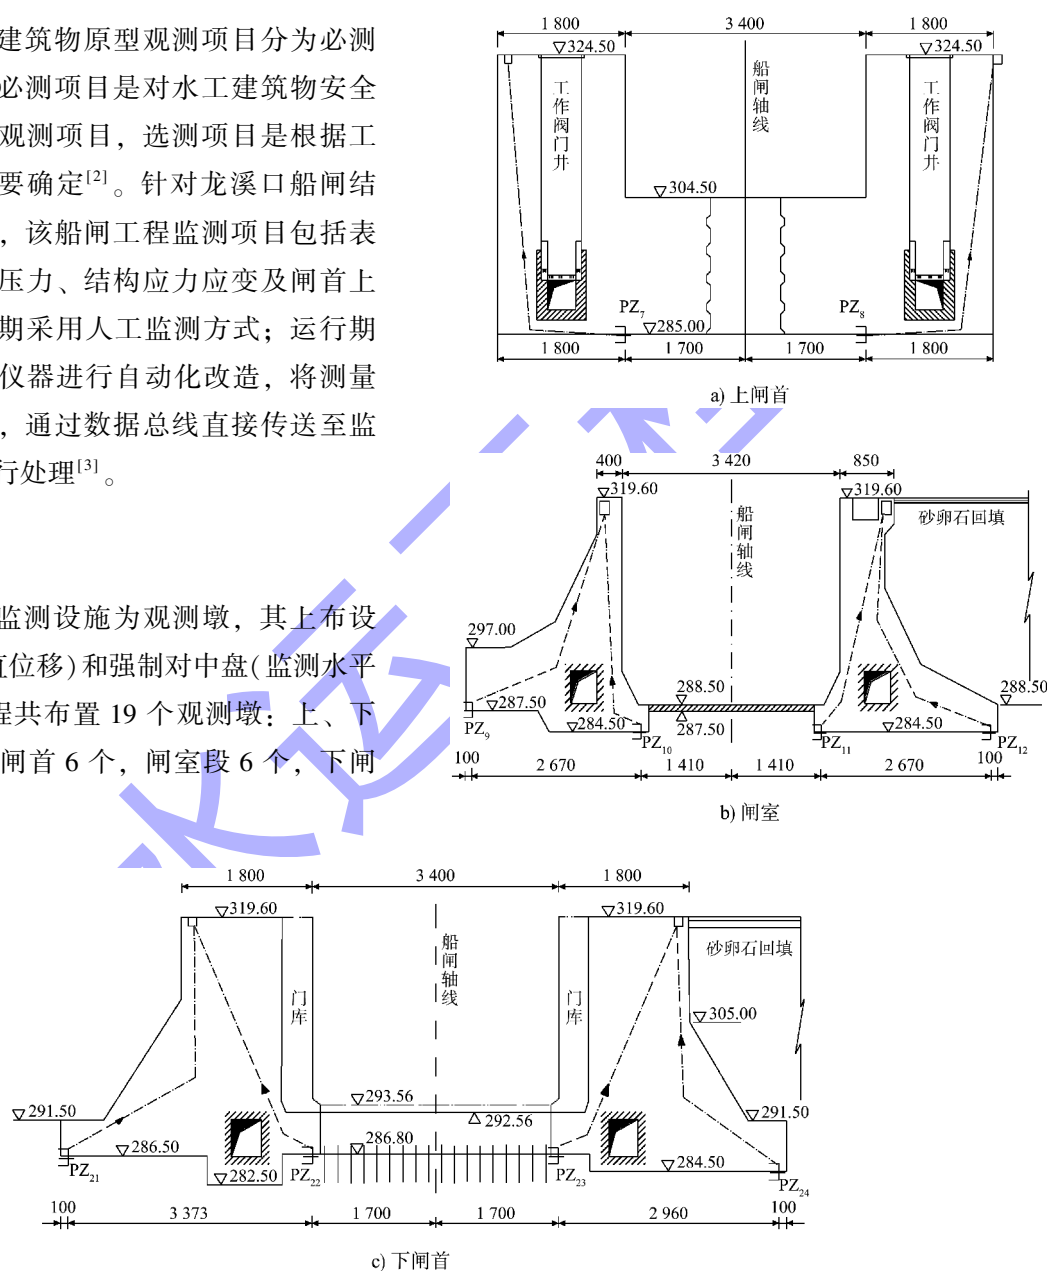 建筑物原型观测项目分为必测
必测项目是对水工建筑物安全
观测项目，选测项目是根据工
要确定[2]。针对龙溪口船闸结
，该船闸工程监测项目包括表
压力、结构应力应变及闸首上
期采用人工监测方式；运行期
仪器进行自动化改造，将测量
，通过数据总线直接传送至监
行处理[3]。
监测设施为观测墩，其上布设
直位移)和强制对中盘(监测水平
程共布置 19 个观测墩：上、下
闸首 6 个，闸室段 6 个，下闸
1 800 3 400 1 800
324.50 324.50
工作阀门井
船闸轴线
工作阀门井
304.50
PZ7 PZ8
285.00
1 800 1 700 1 700 1 800
a) 上闸首
400 3 420 850
319.60 319.60
船闸轴线
砂卵石回填
297.00
288.50 288.50
287.50 284.50 287.50 284.50
PZ9 PZ10 PZ11 PZ12
100 2 670 1 410 1 410 2 670 100
b) 闸室
1 800 3 400 1 800
319.60 319.60
船闸轴线
砂卵石回填
门库 门库
305.00
293.56
291.50 292.56 291.50
286.50 286.80
282.50 284.50
PZ21 PZ22 PZ23 PZ24
100 3 373 1 700 1 700 2 960 100
c) 下闸首
水运工程